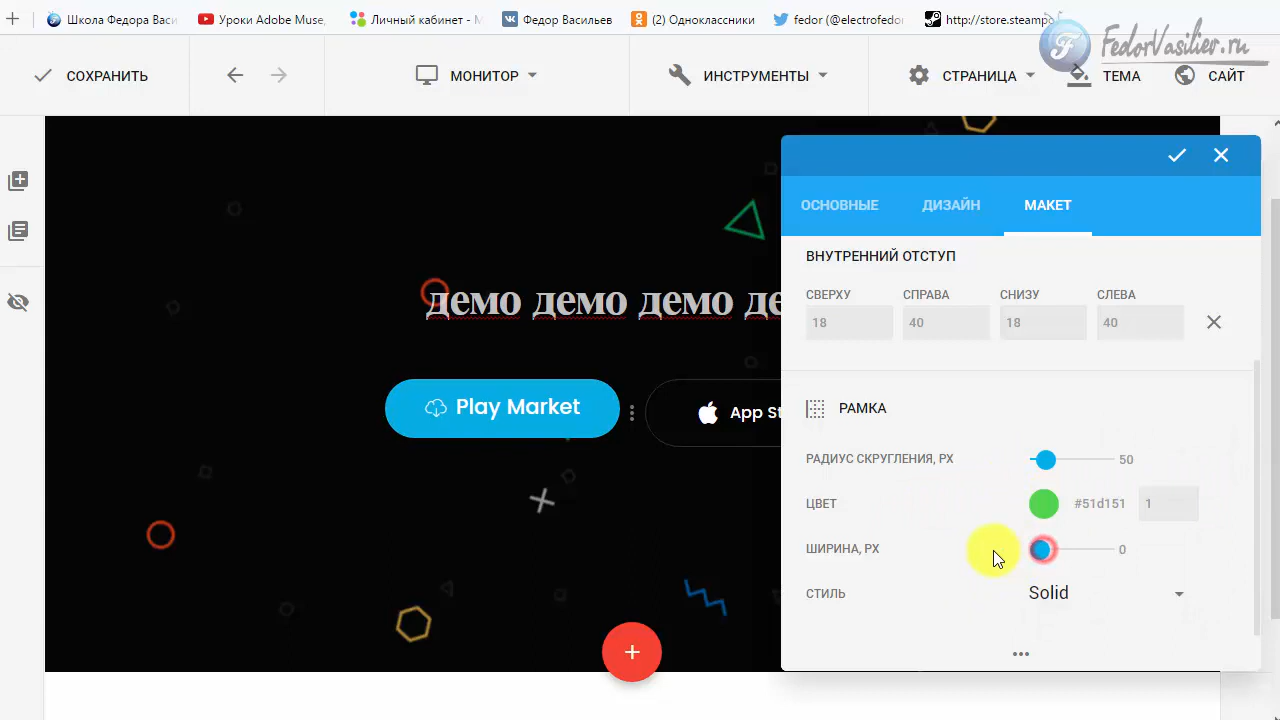 Школа Федора Васи
Уроки Adobe Muse,
Личный кабинет - М
Федор Васильев
(2) Одноклассники
fedor (@electrofedor
http://store.steampo
FedorVasilier.ru
СОХРАНИТЬ
МОНИТОР
ИНСТРУМЕНТЫ
СТРАНИЦА
ТЕМА
САЙТ
ОСНОВНЫЕ
ДИЗАЙН
МАКЕТ
ВНУТРЕННИЙ ОТСТУП
СВЕРХУ СПРАВА СНИЗУ СЛЕВА
18 40 18 40
демо демо демо де
Play Market
App St
РАМКА
РАДИУС СКРУГЛЕНИЯ, PX 50
ЦВЕТ #51d151 1
ШИРИНА, PX 0
СТИЛЬ Solid